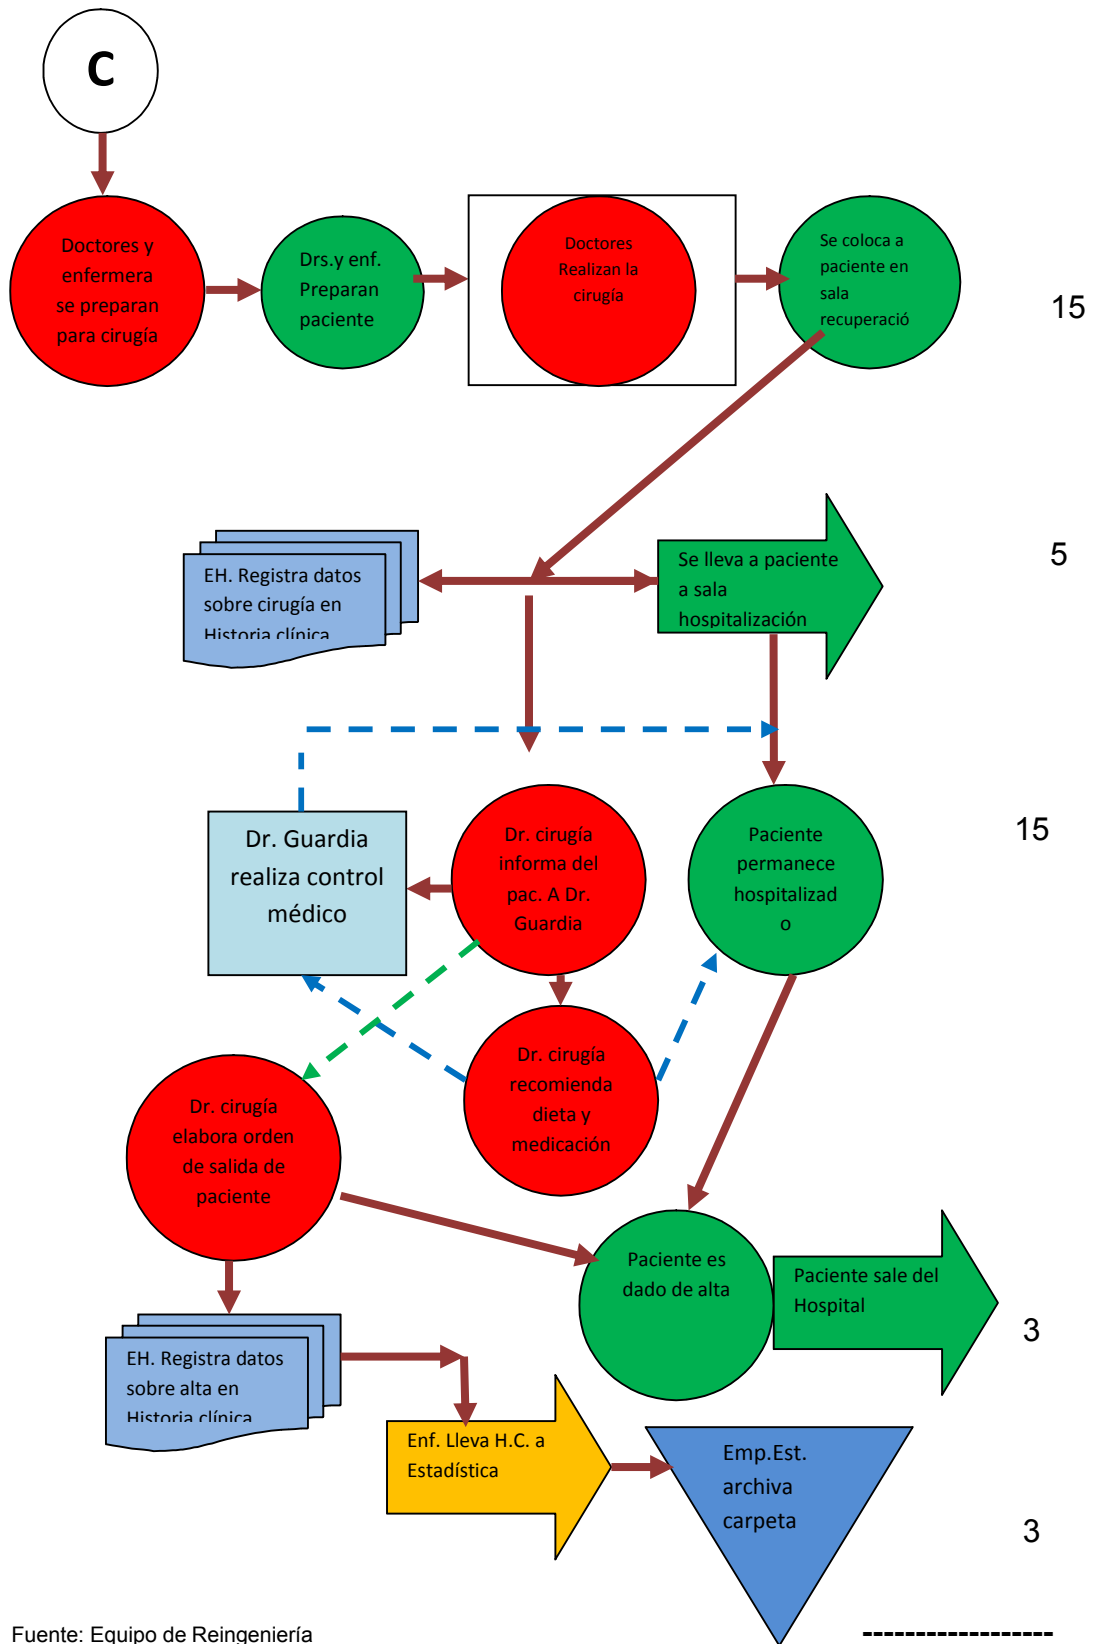 C
Doctores y
enfermera
se preparan
para cirugía
Drs.y enf.
Preparan
paciente
Doctores
Realizan la
cirugía
Se coloca a
paciente en
sala
recuperació
15
EH. Registra datos
sobre cirugía en
Historia clínica
Se lleva a paciente
a sala
hospitalización
5
Dr. Guardia
realiza control
médico
Dr. cirugía
informa del
pac. A Dr.
Guardia
Paciente
permanece
hospitalizad
o
15
Dr. cirugía
recomienda
dieta y
medicación
Dr. cirugía
elabora orden
de salida de
paciente
Paciente es
dado de alta
Paciente sale del
Hospital
3
EH. Registra datos
sobre alta en
Historia clínica
Enf. Lleva H.C. a
Estadística
Emp.Est.
archiva
carpeta
3
Fuente: Equipo de Reingeniería
------------------